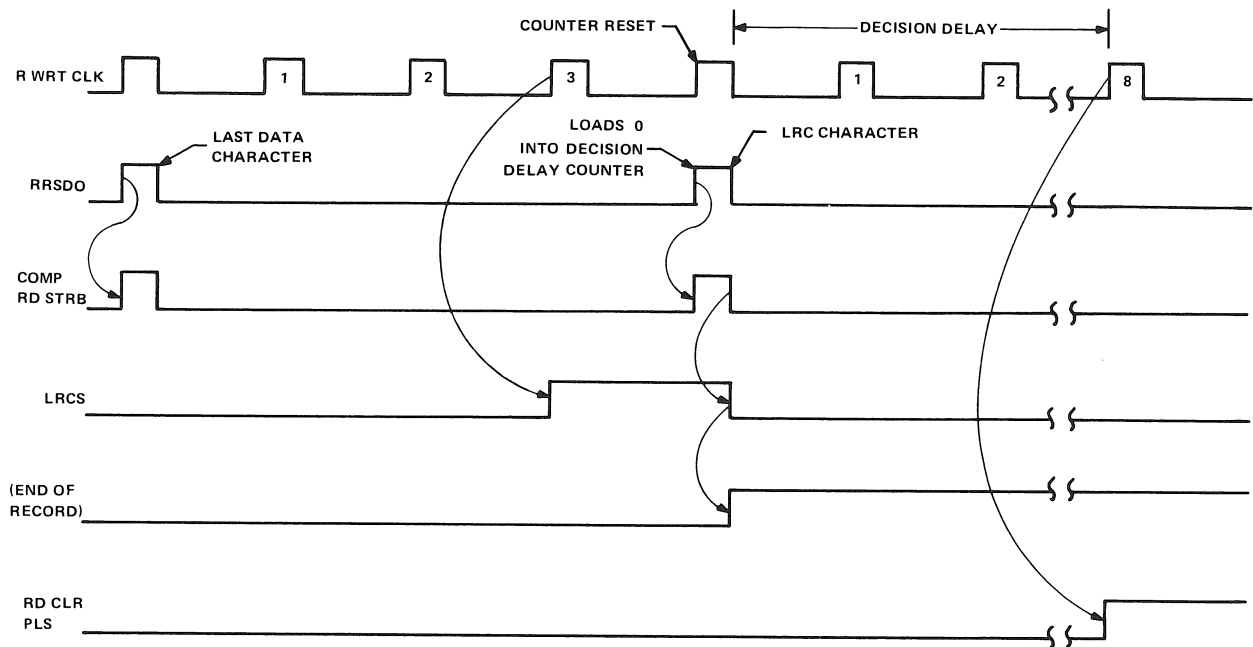 COUNTER RESET
DECISION DELAY
R WRT CLK
1
2
3
1
2
8
LAST DATA
CHARACTER
LOADS 0
INTO DECISION
DELAY COUNTER
LRC CHARACTER
RRSDO
COMP
RD STRB
LRCS
(END OF
RECORD)
RD CLR
PLS